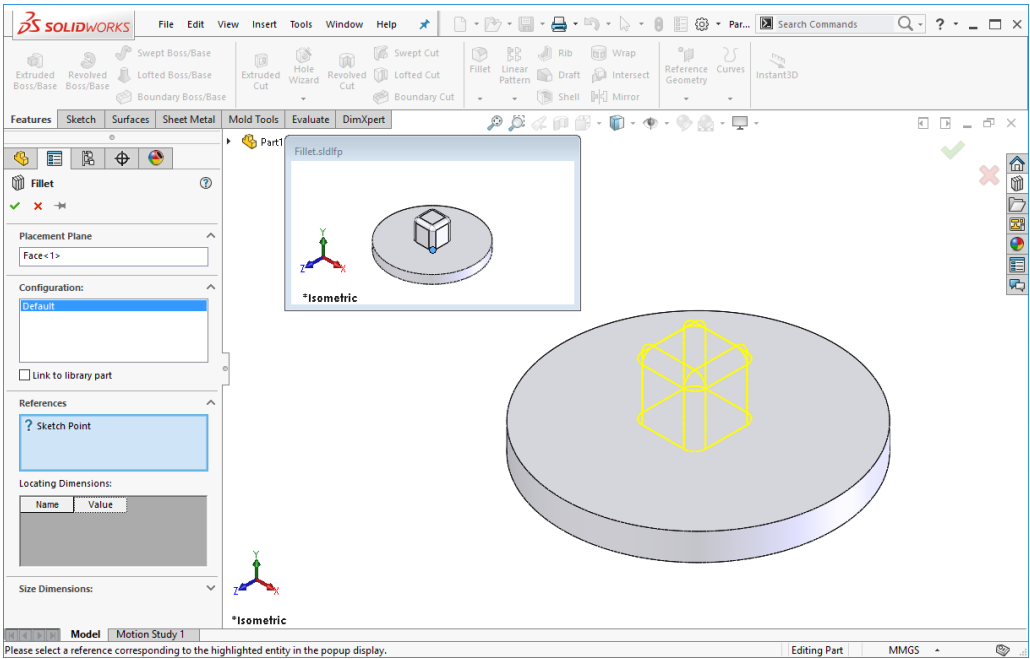 SOLIDWORKS File Edit View Insert Tools Window Help Par... Search Commands ?
Extruded Boss/Base
Revolved Boss/Base
Swept Boss/Base
Lofted Boss/Base
Boundary Boss/Base
Extruded Cut
Hole Wizard
Revolved Cut
Swept Cut
Lofted Cut
Boundary Cut
Fillet
Linear Pattern
Rib
Draft
Shell
Wrap
Intersect
Mirror
Reference Geometry
Curves
Instant3D
Features Sketch Surfaces Sheet Metal Mold Tools Evaluate DimXpert
Fillet ?
Placement Plane
Face<1>
Configuration:
Default
Link to library part
References
? Sketch Point
Locating Dimensions:
Name Value
Size Dimensions:
Part1
Fillet.sldlfp
Y
Z X
*Isometric
Y
Z X
*Isometric
Model Motion Study 1
Please select a reference corresponding to the highlighted entity in the popup display. Editing Part MMGS